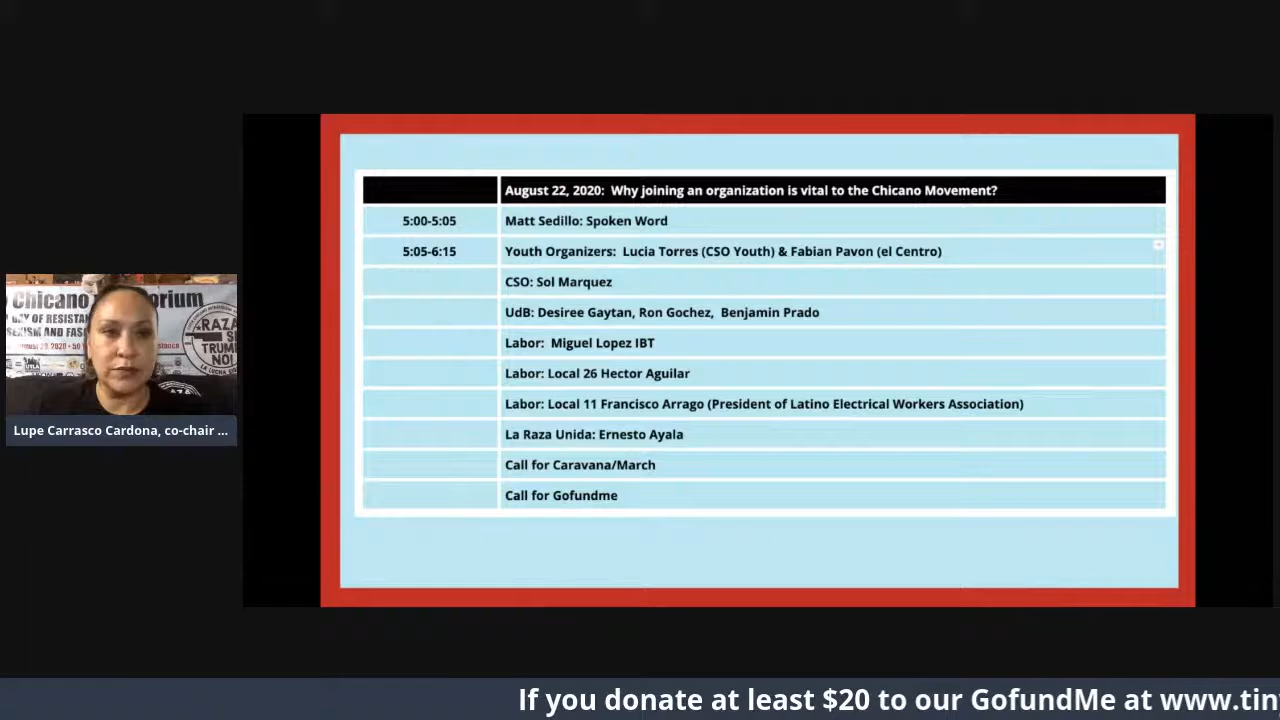 Chicano
orium
AY OF RESISTAN
RAZA
TRUMP
NO!
LA LUCHA
Lupe Carrasco Cardona, co-chair ...
August 22, 2020: Why joining an organization is vital to the Chicano Movement?
5:00-5:05 Matt Sedillo: Spoken Word
5:05-6:15 Youth Organizers: Lucia Torres (CSO Youth) & Fabian Pavon (el Centro)
CSO: Sol Marquez
UdB: Desiree Gaytan, Ron Gochez, Benjamin Prado
Labor: Miguel Lopez IBT
Labor: Local 26 Hector Aguilar
Labor: Local 11 Francisco Arrago (President of Latino Electrical Workers Association)
La Raza Unida: Ernesto Ayala
Call for Caravana/March
Call for Gofundme
If you donate at least $20 to our GofundMe at www.tin